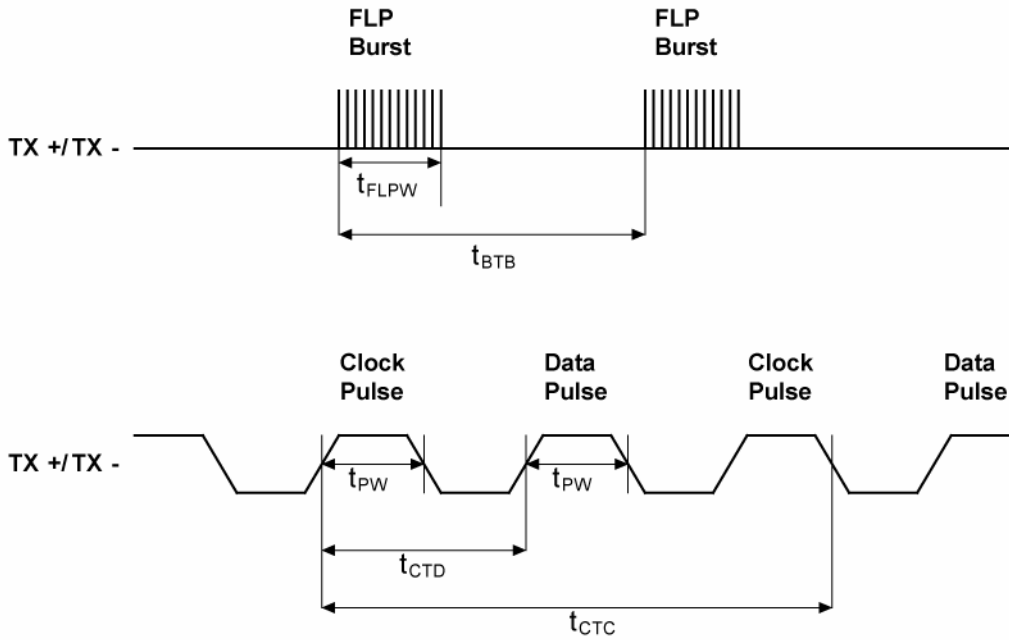 FLP
Burst
FLP
Burst
TX +/TX -
tFLPW
tBTB
Clock
Pulse
Data
Pulse
Clock
Pulse
Data
Pulse
TX +/TX -
tPW
tPW
tCTD
tCTC